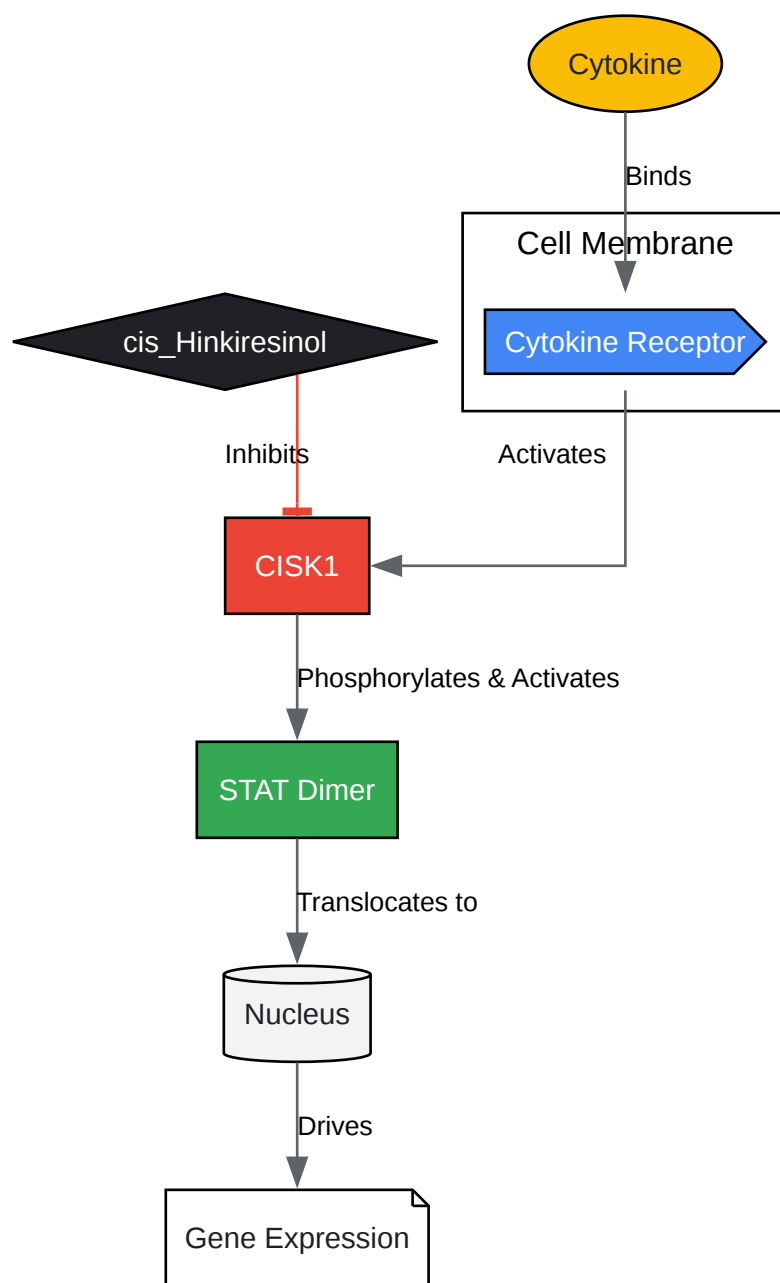 Cytokine
Binds
Cell Membrane
cis_Hinkiresinol
Cytokine Receptor
Inhibits
Activates
CISK1
Phosphorylates & Activates
STAT Dimer
Translocates to
Nucleus
Drives
Gene Expression